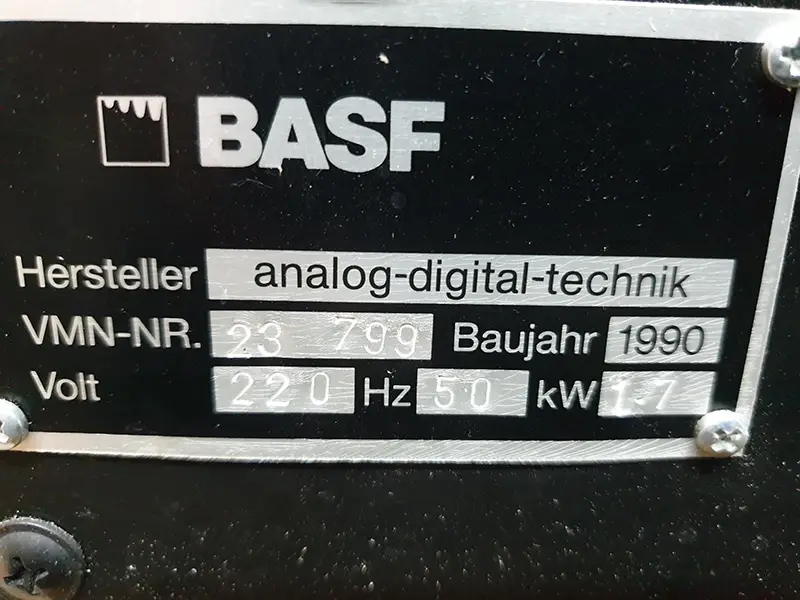 BASF
Hersteller analog-digital-technik
VMN-NR. 23 799 Baujahr 1990
Volt 220 Hz 50 kW 1.7